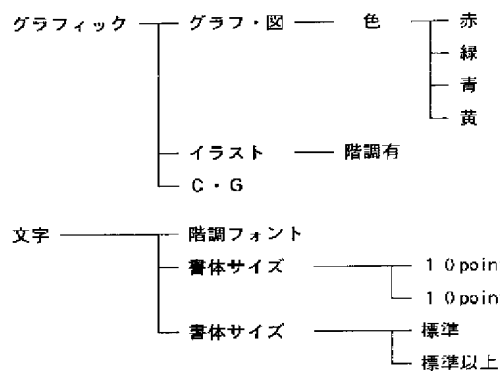 グラフィック グラフ・図 色 赤
緑
青
黄
イラスト 階調有
C・G
文字 階調フォント
書体サイズ 10poin
10poin
書体サイズ 標準
標準以上